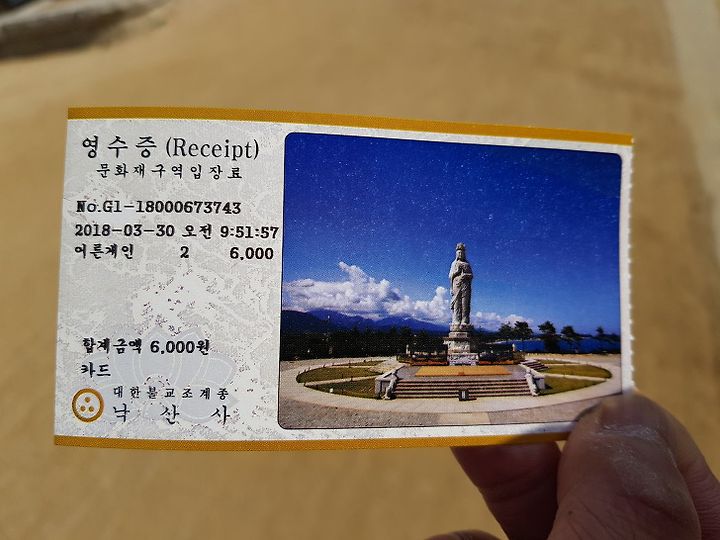 영수증 (Receipt)
문화재구역입장료
No.G1-18000673743
2018-03-30 오전 9:51:57
어른개인 2 6,000
합계금액 6,000원
카드
대한불교조계종
낙산사